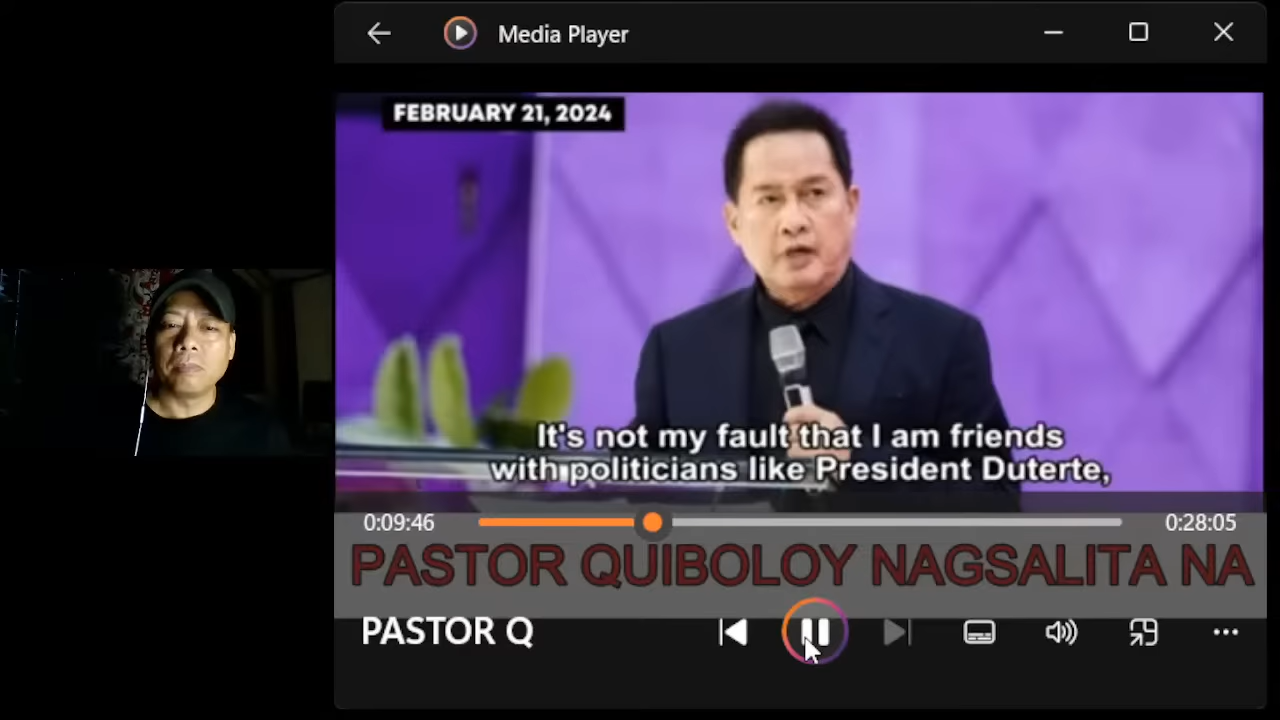 Media Player
FEBRUARY 21, 2024
It's not my fault that I am friends
with politicians like President Duterte,
0:09:46
0:28:05
PASTOR QUIBOLOY NAGSALITA NA
PASTOR Q